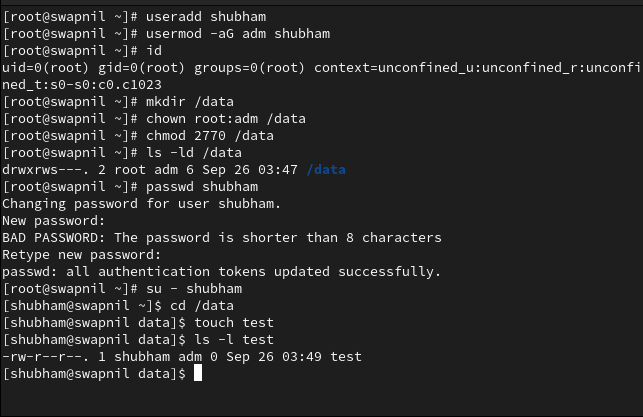 [root@swapnil ~]# useradd shubham
[root@swapnil ~]# usermod -aG adm shubham
[root@swapnil ~]# id
uid=0(root) gid=0(root) groups=0(root) context=unconfined_u:unconfined_r:unconfi
ned_t:s0-s0:c0.c1023
[root@swapnil ~]# mkdir /data
[root@swapnil ~]# chown root:adm /data
[root@swapnil ~]# chmod 2770 /data
[root@swapnil ~]# ls -ld /data
drwxrws---. 2 root adm 6 Sep 26 03:47 /data
[root@swapnil ~]# passwd shubham
Changing password for user shubham.
New password:
BAD PASSWORD: The password is shorter than 8 characters
Retype new password:
passwd: all authentication tokens updated successfully.
[root@swapnil ~]# su - shubham
[shubham@swapnil ~]$ cd /data
[shubham@swapnil data]$ touch test
[shubham@swapnil data]$ ls -l test
-rw-r--r--. 1 shubham adm 0 Sep 26 03:49 test
[shubham@swapnil data]$